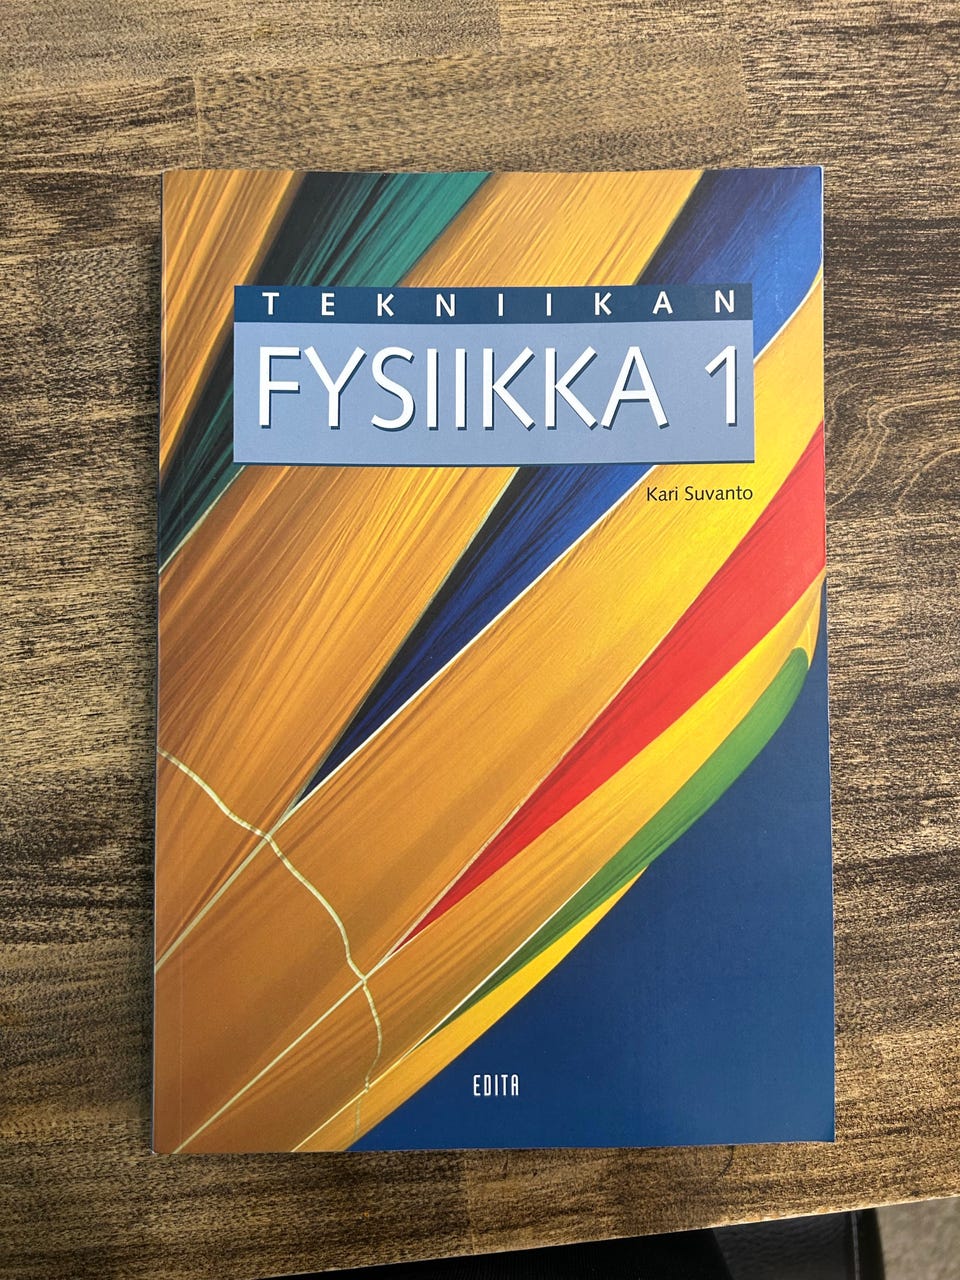 TEKNIIKAN
FYSIIKKA 1
Kari Suvanto
EDITA